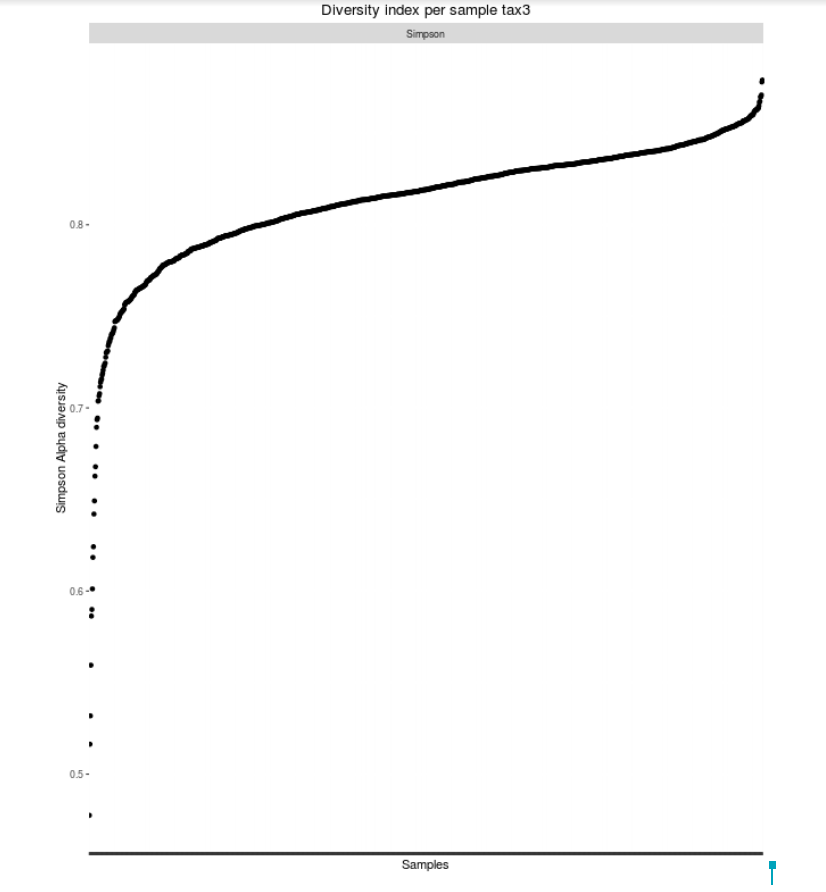 Diversity index per sample tax3
Simpson
0.8
0.7
0.6
0.5
Simpson Alpha diversity
Samples